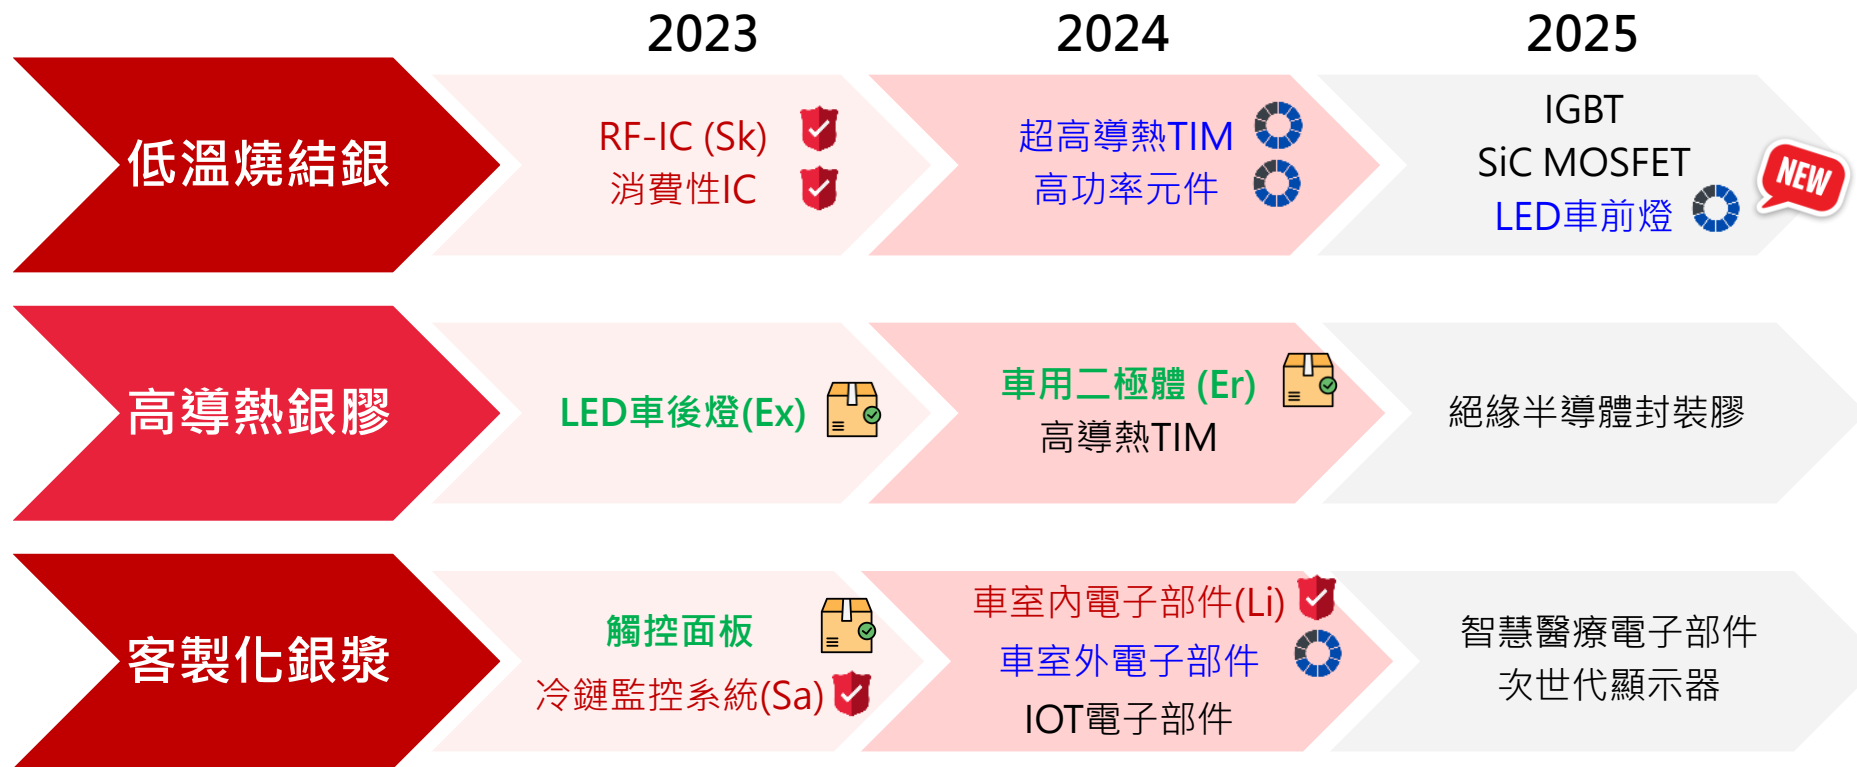 2023
2024
2025
低溫燒結銀
RF-IC (Sk)
消費性IC
超高導熱TIM
高功率元件
IGBT
SiC MOSFET
LED車前燈
NEW
高導熱銀膠
LED車後燈(Ex)
車用二極體 (Er)
高導熱TIM
絕緣半導體封裝膠
客製化銀漿
觸控面板
冷鏈監控系統(Sa)
車室內電子部件(Li)
車室外電子部件
IOT電子部件
智慧醫療電子部件
次世代顯示器